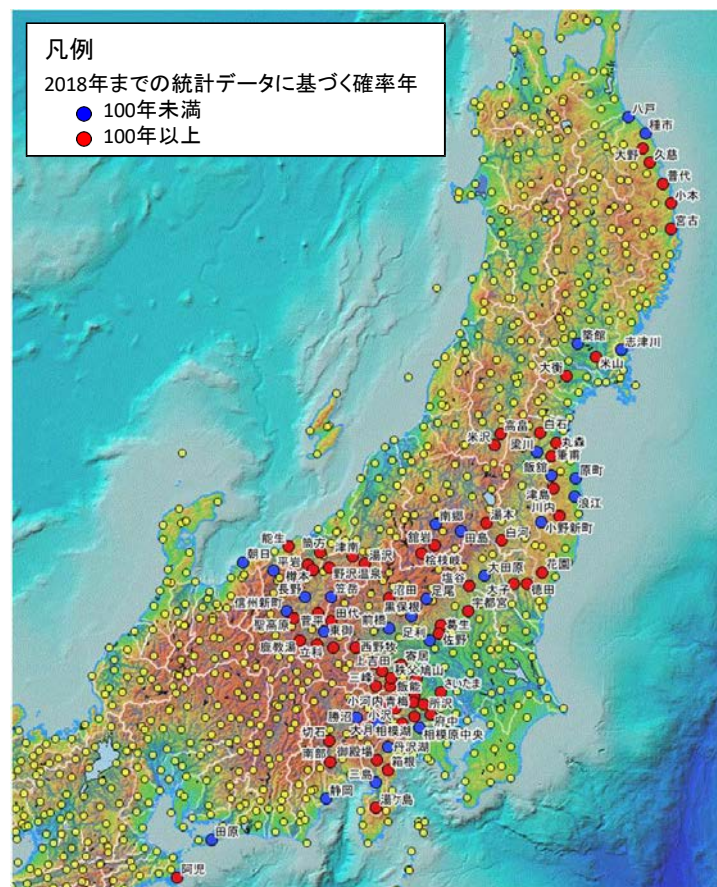 凡例
2018年までの統計データに基づく確率年
100年未満
100年以上
八戸
種市
大野
久慈
普代
小本
宮古
築館
志津川
米山
大衡
高畠
白石
米沢
梁川
丸森
筆甫
飯舘
原町
津島
浪江
川内
小野新町
南郷
湯本
田島
白河
舘岩
桧枝岐
能生
筒方
津南
朝日
平岩
湯沢
樽本
野沢温泉
塩谷
大田原
花園
長野
笠岳
沼田
足尾
大子
徳田
信州新町
黒保根
宇都宮
聖高原
菅平
田代
前橋
葛生
東御
足利
佐野
鹿教湯
立科
西野牧
寄居
上吉田
秩父
鳩山
三峰
飯能
さいたま
小河内
青梅
所沢
勝沼
小沢
府中
切石
大月
相模湖
相模原中央
丹沢湖
南部
御殿場
箱根
三島
静岡
湯ケ島
田原
阿児